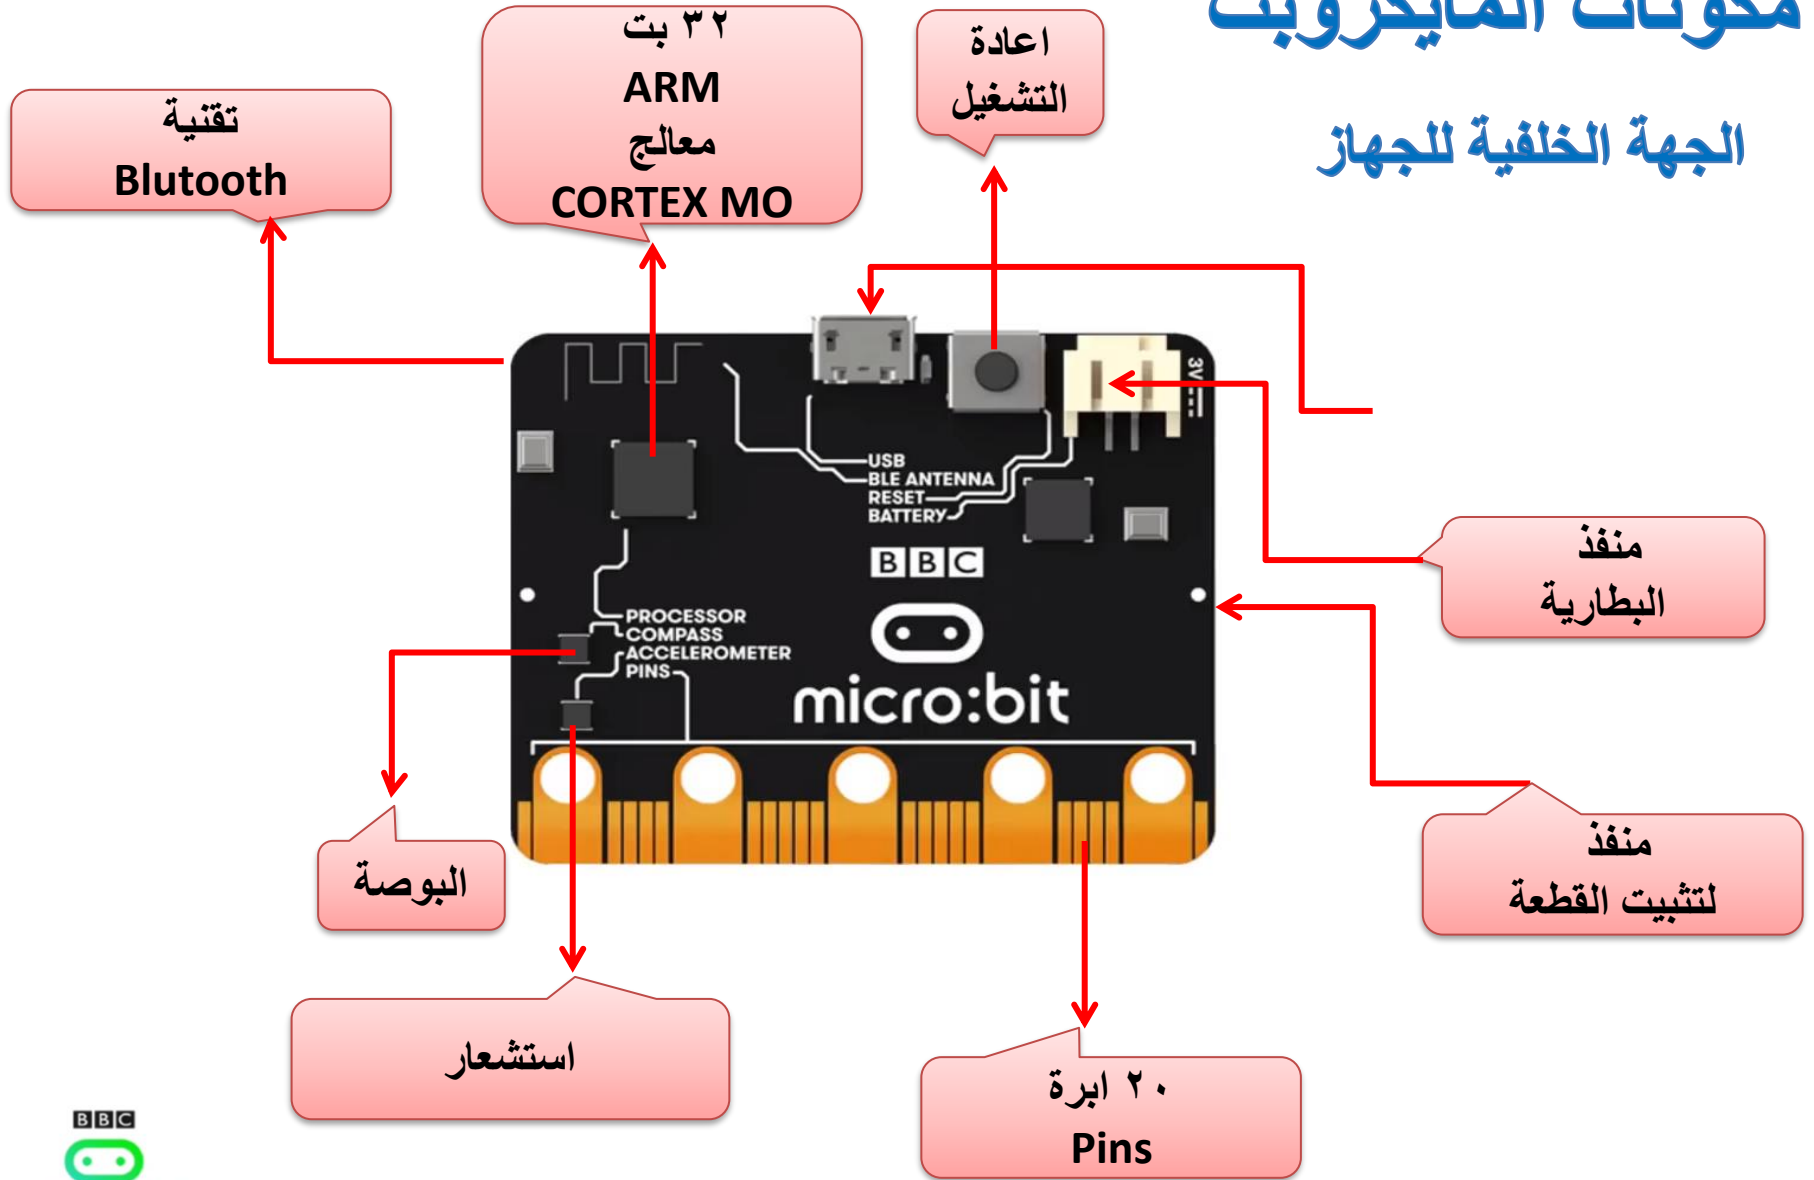 مكونات المايكروبت
الجهة الخلفية للجهاز
اعادة
التشغيل
٣٢ بت
ARM
معالج
CORTEX MO
تقنية
Blutooth
3V
USB
BLE ANTENNA
RESET
BATTERY
BBC
PROCESSOR
COMPASS
ACCELEROMETER
PINS
micro:bit
منفذ
البطارية
منفذ
لتثبيت القطعة
البوصة
استشعار
٢٠ ابرة
Pins
BBC